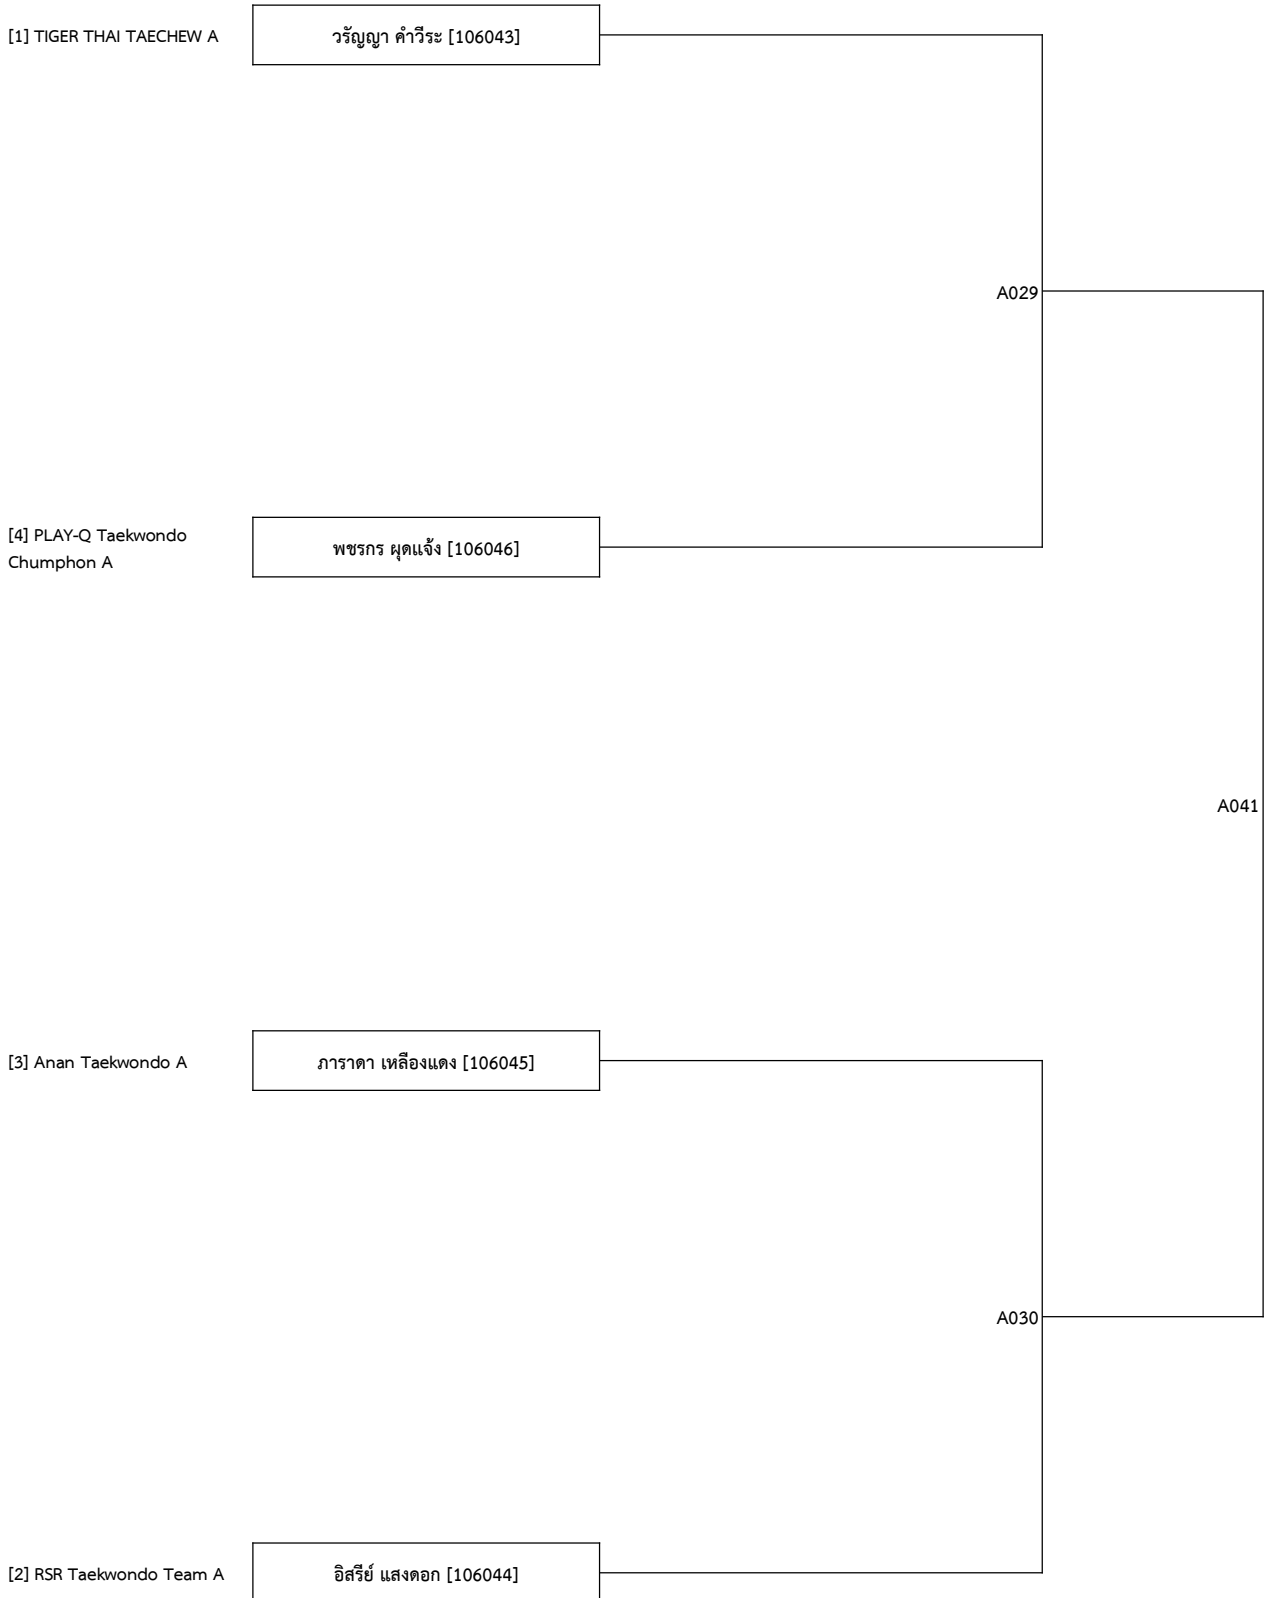 [1] TIGER THAI TAECHEW A
วรัญญา คำวีระ [106043]
A029
[4] PLAY-Q Taekwondo
Chumphon A
พชรกร ผุดแจ้ง [106046]
A041
[3] Anan Taekwondo A
ภาราดา เหลืองแดง [106045]
A030
[2] RSR Taekwondo Team A
อิสรีย์ แสงดอก [106044]